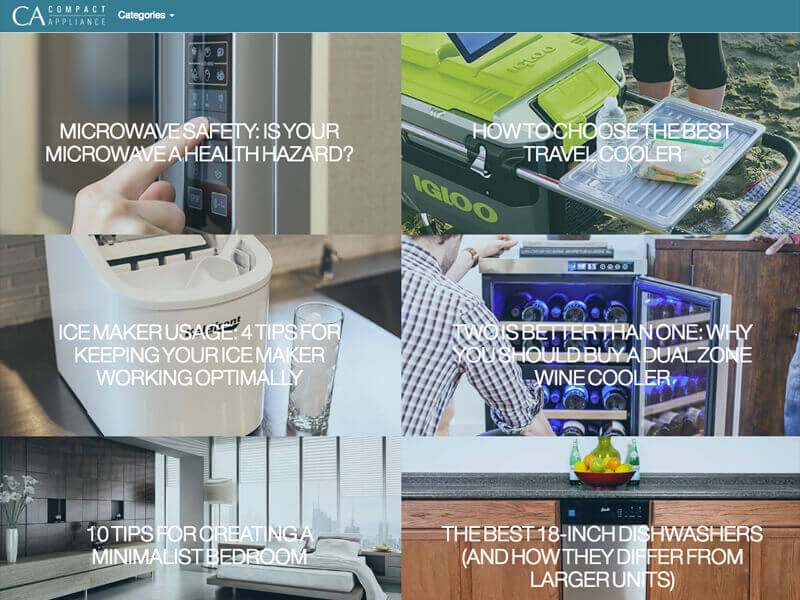 CA COMPACT
APPLIANCE
Categories
MICROWAVE SAFETY: IS YOUR
MICROWAVE A HEALTH HAZARD?
HOW TO CHOOSE THE BEST
TRAVEL COOLER
IGLOO
ICE MAKER USAGE: 4 TIPS FOR
KEEPING YOUR ICE MAKER
WORKING OPTIMALLY
TWO IS BETTER THAN ONE: WHY
YOU SHOULD BUY A DUAL ZONE
WINE COOLER
10 TIPS FOR CREATING A
MINIMALIST BEDROOM
THE BEST 18-INCH DISHWASHERS
(AND HOW THEY DIFFER FROM
LARGER UNITS)